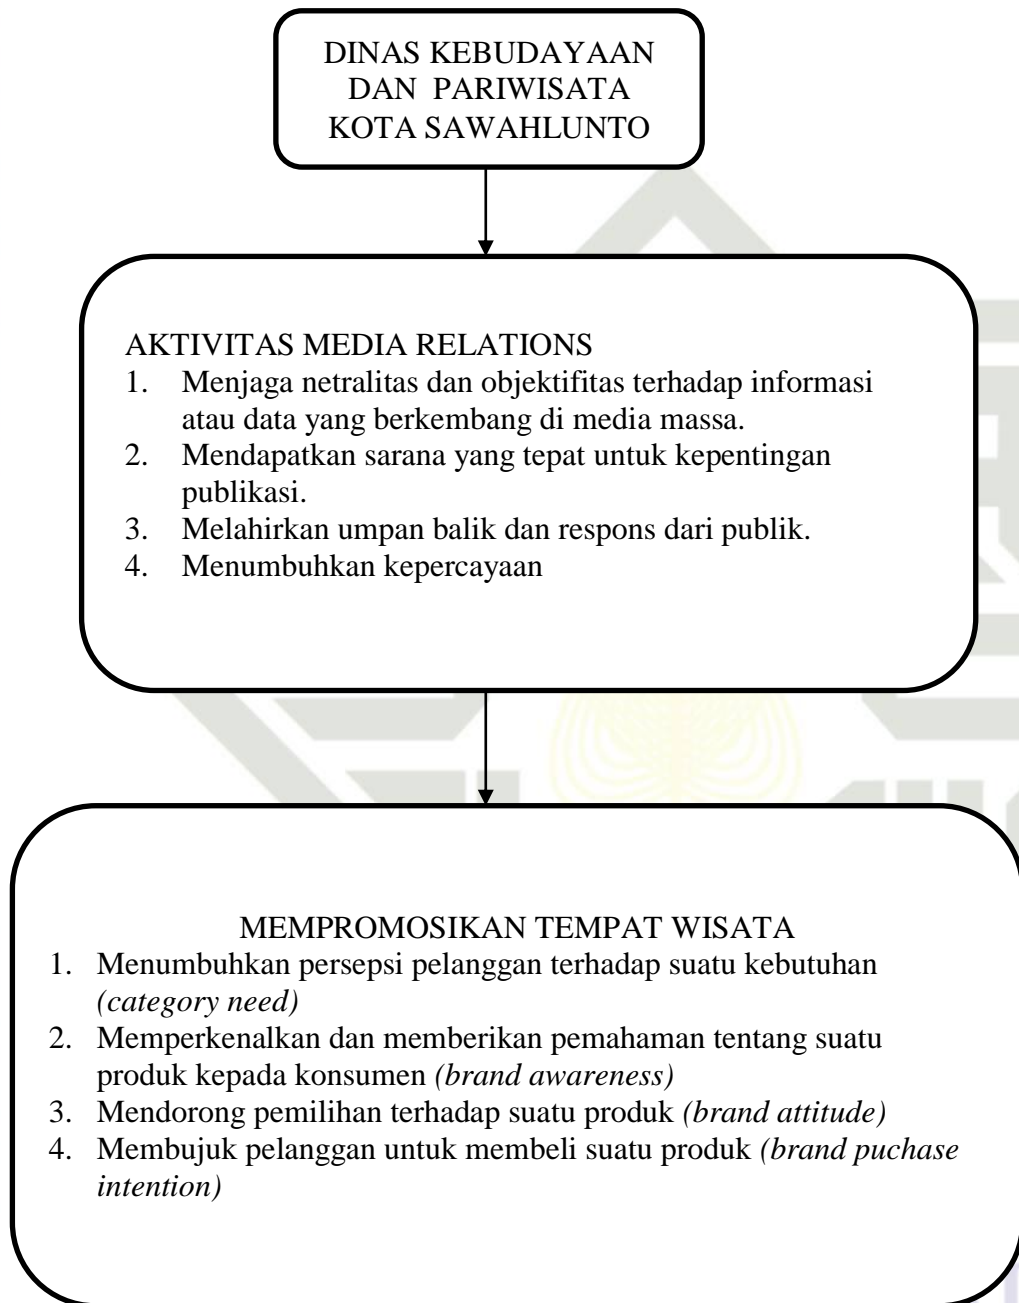 DINAS KEBUDAYAAN
DAN PARIWISATA
KOTA SAWAHLUNTO
AKTIVITAS MEDIA RELATIONS
1. Menjaga netralitas dan objektifitas terhadap informasi
atau data yang berkembang di media massa.
2. Mendapatkan sarana yang tepat untuk kepentingan
publikasi.
3. Melahirkan umpan balik dan respons dari publik.
4. Menumbuhkan kepercayaan
MEMPROMOSIKAN TEMPAT WISATA
1. Menumbuhkan persepsi pelanggan terhadap suatu kebutuhan
(category need)
2. Memperkenalkan dan memberikan pemahaman tentang suatu
produk kepada konsumen (brand awareness)
3. Mendorong pemilihan terhadap suatu produk (brand attitude)
4. Membujuk pelanggan untuk membeli suatu produk (brand puchase
intention)